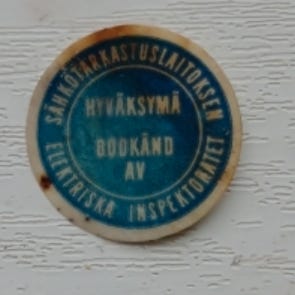 SÄHKÖTARKASTUSLAITOKSEN
HYVÄKSYMÄ
GODKÄND
AV
ELEKTRISKA INSPEKTORATET